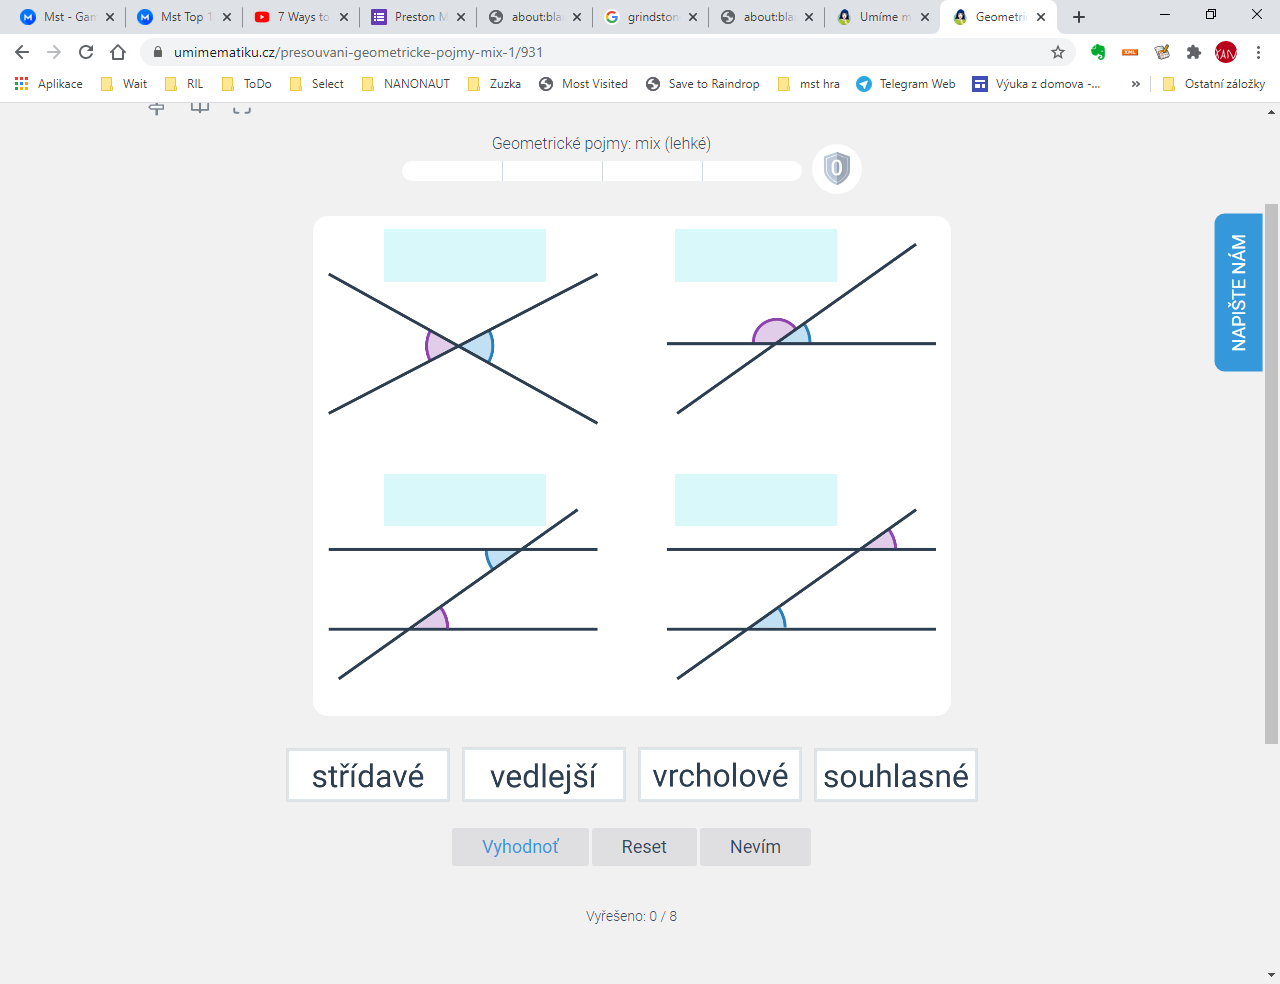 Mst - Gan
Mst Top 1
7 Ways to
Preston M
about:bla
grindston
about:bla
Umíme m
Geometri
umimematiku.cz/presouvani-geometricke-pojmy-mix-1/931
Aplikace
Wait
RIL
ToDo
Select
NANONAUT
Zuzka
Most Visited
Save to Raindrop
mst hra
Telegram Web
Výuka z domova -...
»
Ostatní záložky
Geometrické pojmy: mix (lehké)
0
NAPIŠTE NÁM
střídavé
vedlejší
vrcholové
souhlasné
Vyhodnoť
Reset
Nevím
Vyřešeno: 0 / 8